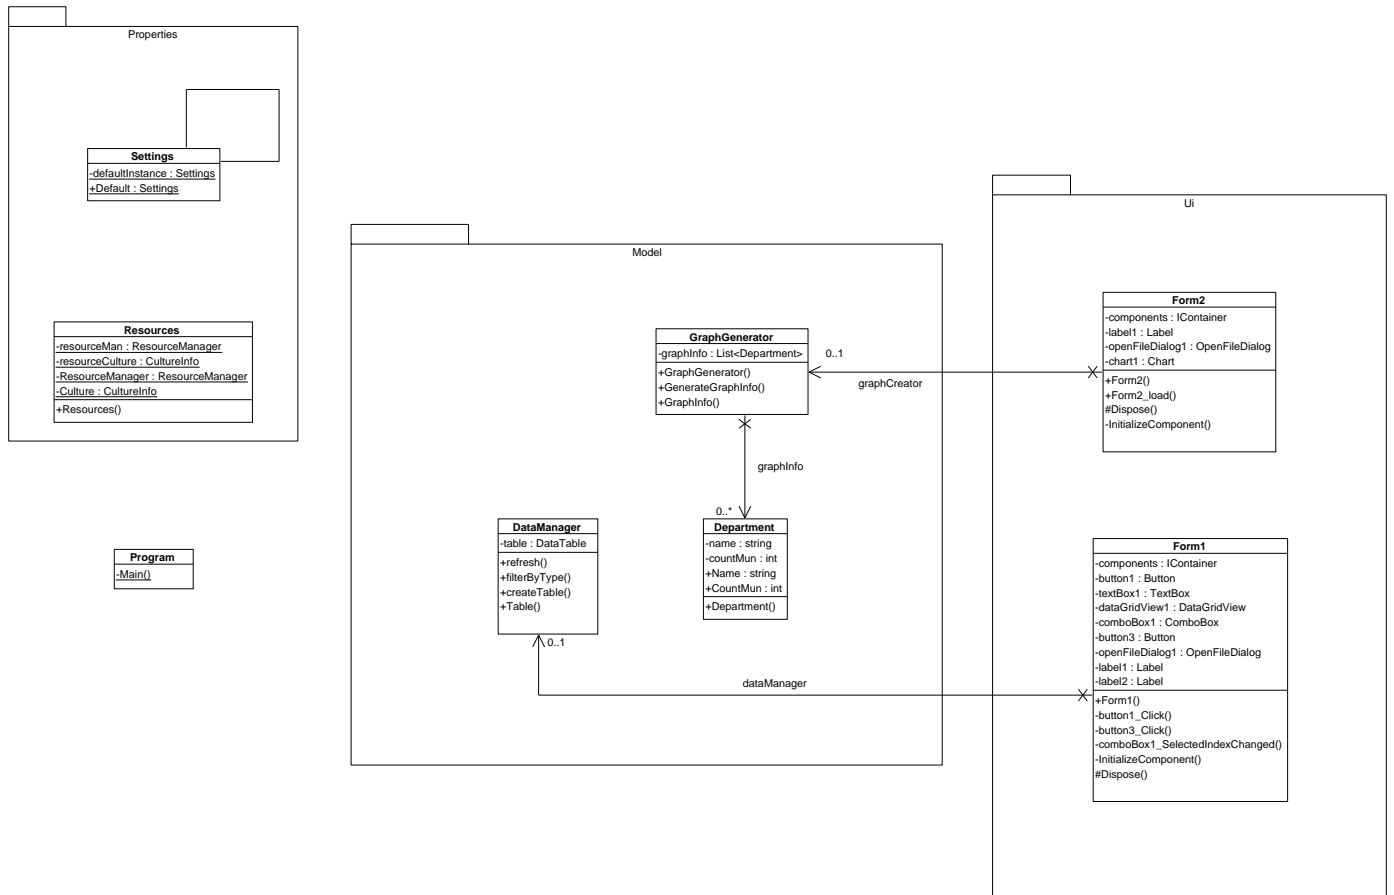 Properties
Settings
-defaultInstance : Settings
+Default : Settings
Resources
-resourceMan : ResourceManager
-resourceCulture : CultureInfo
-ResourceManager : ResourceManager
-Culture : CultureInfo
+Resources()
Program
-Main()
Model
GraphGenerator
-graphInfo : List<Department>
+GraphGenerator()
+GenerateGraphInfo()
+GraphInfo()
0..1
graphCreator
graphInfo
0..*
DataManager
-table : DataTable
+refresh()
+filterByType()
+createTable()
+Table()
0..1
Department
-name : string
-countMun : int
+Name : string
+CountMun : int
+Department()
dataManager
Ui
Form2
-components : IContainer
-label1 : Label
-openFileDialog1 : OpenFileDialog
-chart1 : Chart
+Form2()
+Form2_load()
#Dispose()
-InitializeComponent()
Form1
-components : IContainer
-button1 : Button
-textBox1 : TextBox
-dataGridView1 : DataGridView
-comboBox1 : ComboBox
-button3 : Button
-openFileDialog1 : OpenFileDialog
-label1 : Label
-label2 : Label
+Form1()
-button1_Click()
-button3_Click()
-comboBox1_SelectedIndexChanged()
-InitializeComponent()
#Dispose()